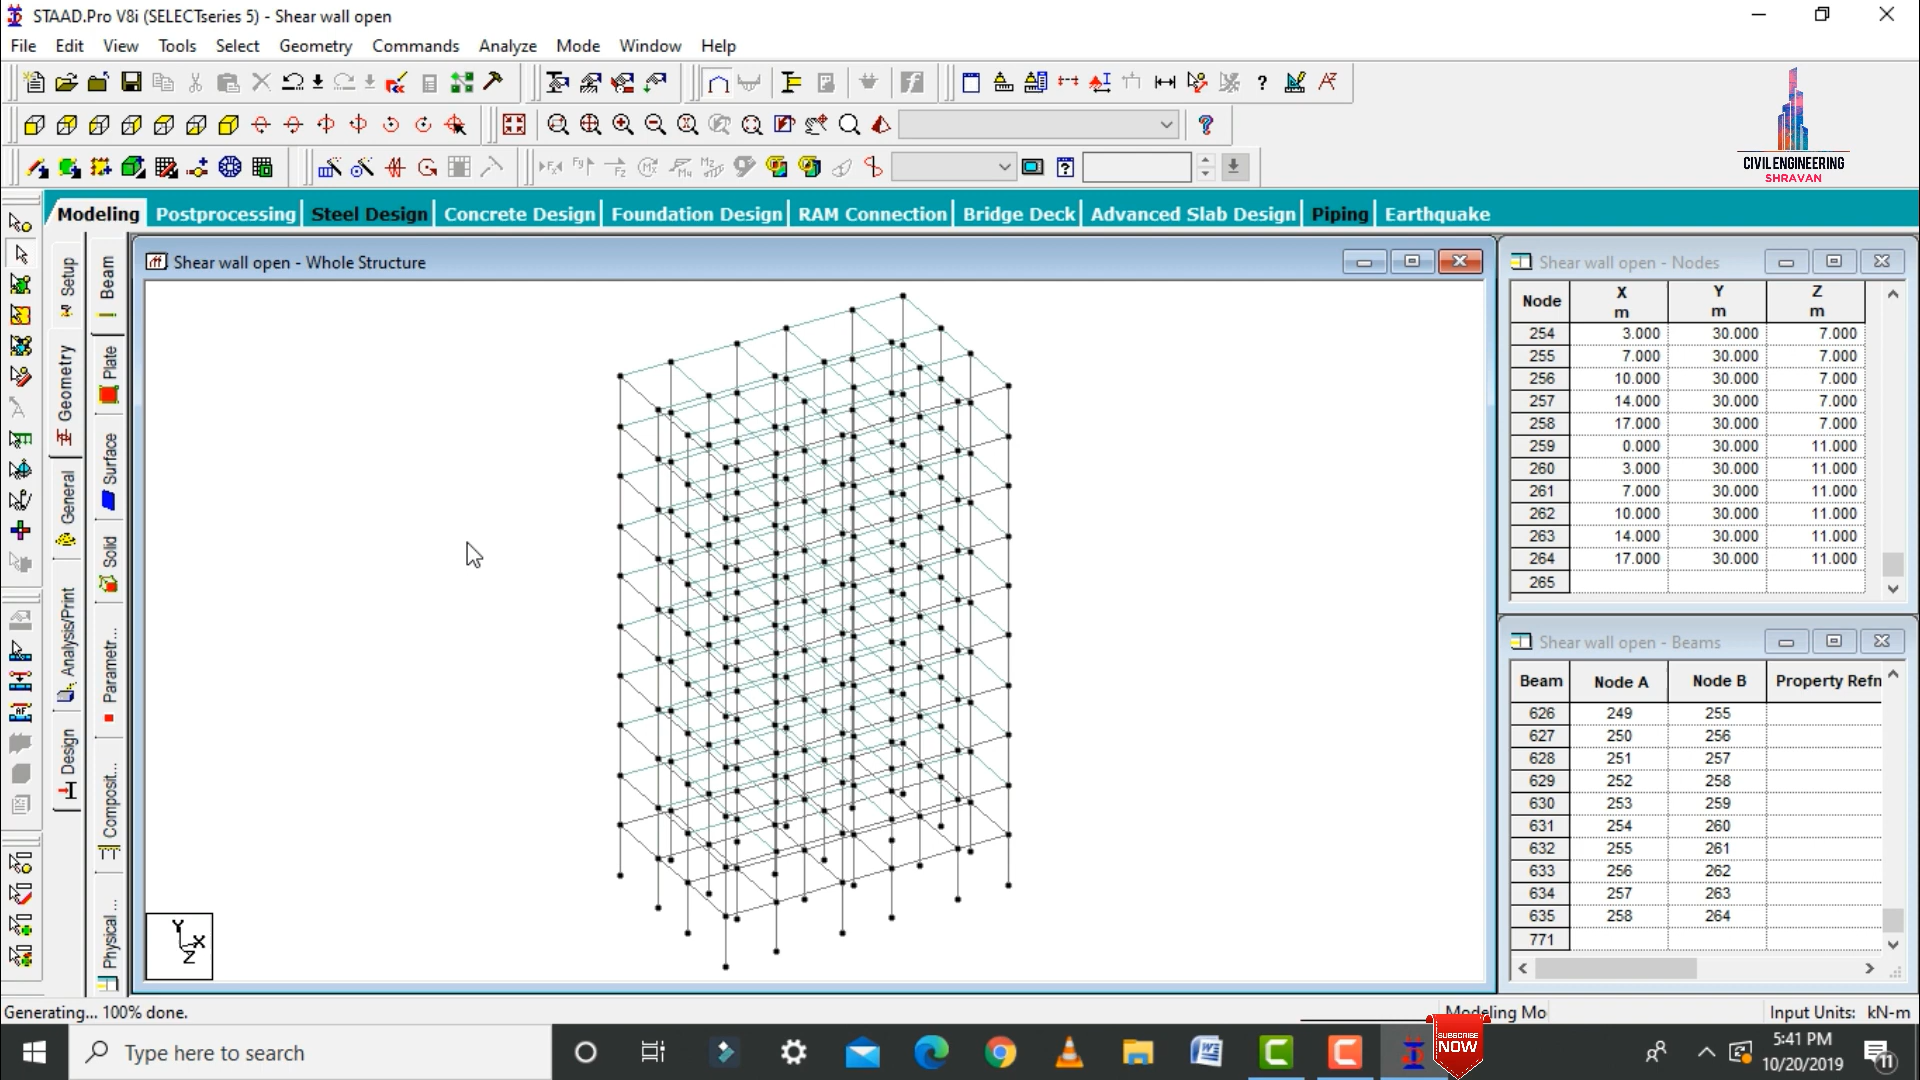 STAAD.Pro V8i (SELECTseries 5) - Shear wall open
File Edit View Tools Select Geometry Commands Analyze Mode Window Help
CIVIL ENGINEERING
SHRAVAN
Modeling Postprocessing Steel Design Concrete Design Foundation Design RAM Connection Bridge Deck Advanced Slab Design Piping Earthquake
Setup
Geometry
General
Analysis/Print
Design
Beam
Plate
Surface
Solid
Parametr...
Composit...
Physical ...
Shear wall open - Whole Structure
Y
X
Z
Shear wall open - Nodes
Node X m Y m Z m
254 3.000 30.000 7.000
255 7.000 30.000 7.000
256 10.000 30.000 7.000
257 14.000 30.000 7.000
258 17.000 30.000 7.000
259 0.000 30.000 11.000
260 3.000 30.000 11.000
261 7.000 30.000 11.000
262 10.000 30.000 11.000
263 14.000 30.000 11.000
264 17.000 30.000 11.000
265
Shear wall open - Beams
Beam Node A Node B Property Refn
626 249 255
627 250 256
628 251 257
629 252 258
630 253 259
631 254 260
632 255 261
633 256 262
634 257 263
635 258 264
771
Generating... 100% done.
Modeling Mo
Input Units: kN-m
Type here to search
SUBSCRIBE
NOW
5:41 PM
10/20/2019
11